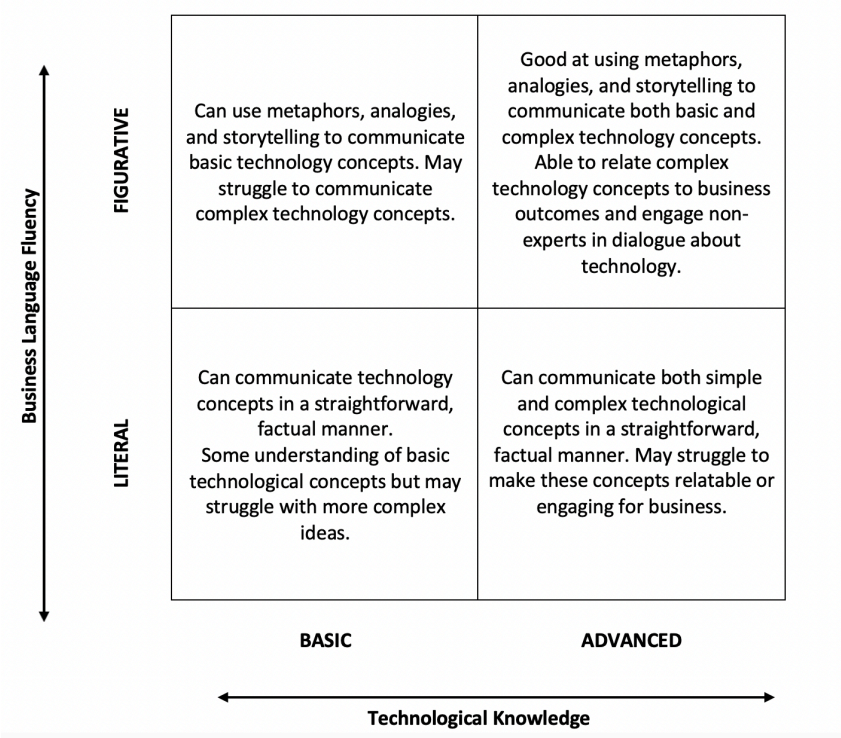 Business Language Fluency
FIGURATIVE
Can use metaphors, analogies,
and storytelling to communicate
basic technology concepts. May
struggle to communicate
complex technology concepts.
Good at using metaphors,
analogies, and storytelling to
communicate both basic and
complex technology concepts.
Able to relate complex
technology concepts to business
outcomes and engage non-
experts in dialogue about
technology.
LITERAL
Can communicate technology
concepts in a straightforward,
factual manner.
Some understanding of basic
technological concepts but may
struggle with more complex
ideas.
Can communicate both simple
and complex technological
concepts in a straightforward,
factual manner. May struggle to
make these concepts relatable or
engaging for business.
BASIC
ADVANCED
Technological Knowledge